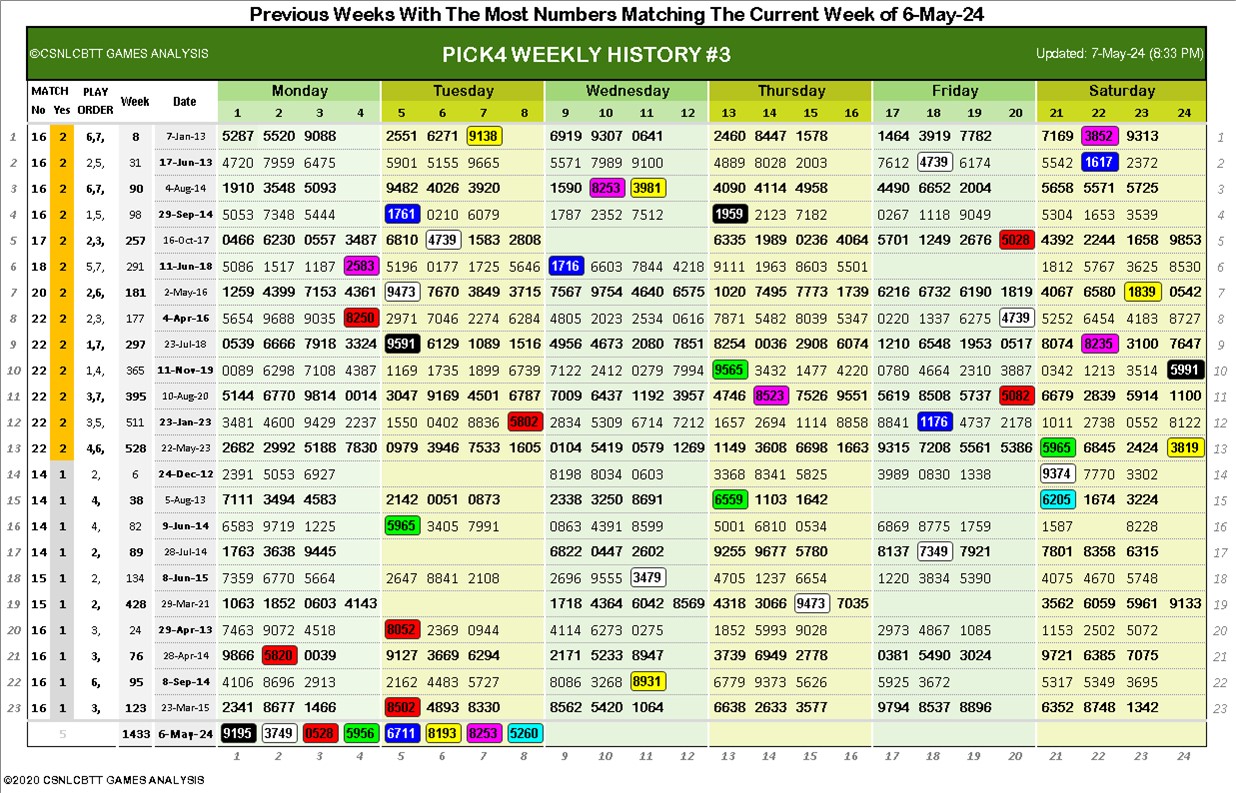 Previous Weeks With The Most Numbers Matching The Current Week of 6-May-24
©CSNLCBTT GAMES ANALYSIS PICK4 WEEKLY HISTORY #3 Updated: 7-May-24 (8:33 PM)
MATCH PLAY Week Date Monday Tuesday Wednesday Thursday Friday Saturday
No Yes ORDER 1 2 3 4 5 6 7 8 9 10 11 12 13 14 15 16 17 18 19 20 21 22 23 24
1 16 2 6,7, 8 7-Jan-13 5287 5520 9088 2551 6271 9138 6919 9307 0641 2460 8447 1578 1464 3919 7782 7169 3852 9313 1
2 16 2 2,5, 31 17-Jun-13 4720 7959 6475 5901 5155 9665 5571 7989 9100 4889 8028 2003 7612 4739 6174 5542 1617 2372 2
3 16 2 6,7, 90 4-Aug-14 1910 3548 5093 9482 4026 3920 1590 8253 3981 4090 4114 4958 4490 6652 2004 5658 5571 5725 3
4 16 2 1,5, 98 29-Sep-14 5053 7348 5444 1761 0210 6079 1787 2352 7512 1959 2123 7182 0267 1118 9049 5304 1653 3539 4
5 17 2 2,3, 257 16-Oct-17 0466 6230 0557 3487 6810 4739 1583 2808 6335 1989 0236 4064 5701 1249 2676 5028 4392 2244 1658 9853 5
6 18 2 5,7, 291 11-Jun-18 5086 1517 1187 2583 5196 0177 1725 5646 1716 6603 7844 4218 9111 1963 8603 5501 1812 5767 3625 8530 6
7 20 2 2,6, 181 2-May-16 1259 4399 7153 4361 9473 7670 3849 3715 7567 9754 4640 6575 1020 7495 7773 1739 6216 6732 6190 1819 4067 6580 1839 0542 7
8 22 2 2,3, 177 4-Apr-16 5654 9688 9035 8250 2971 7046 2274 6284 4805 2023 2534 0616 7871 5482 3039 5347 0220 1337 6275 4739 5252 6454 4183 8727 8
9 22 2 1,7, 297 23-Jul-18 0539 6666 7918 3324 9591 6129 1089 1516 4956 4673 2080 7851 8254 0036 2908 6074 1210 6548 1953 0517 8074 8235 3100 7647 9
10 22 2 1,4, 365 11-Nov-19 0089 6298 7108 4387 1169 1735 1899 6739 7122 2412 0279 7994 9565 3432 1477 4220 0780 4664 2310 3887 0342 1213 3514 5991 10
11 22 2 3,7, 395 10-Aug-20 5144 6770 9814 0014 3047 9169 4501 6787 7009 6437 1192 3957 4746 8523 7526 9551 5619 8508 5737 5082 6679 2839 5914 1100 11
12 22 2 3,5, 511 23-Jan-23 3481 4600 9429 2237 1550 0402 8836 5802 2834 5309 6714 7212 1657 2694 1114 8858 8841 1176 4737 2178 1011 2738 0552 8122 12
13 22 2 4,6, 528 22-May-23 2682 2992 5188 7830 0979 3946 7533 1605 0104 5419 0579 1269 1149 3608 6698 1663 9315 7208 5561 5386 5965 6845 2424 3819 13
14 14 1 2, 6 24-Dec-12 2391 5053 6927 8198 8034 0603 3368 8341 5825 3989 0830 1338 9374 7770 3302 14
15 14 1 4, 38 5-Aug-13 7111 3494 4583 2142 0051 0873 2338 3250 8691 6559 1103 1642 6205 1674 3224 15
16 14 1 4, 82 9-Jun-14 6583 9719 1225 5965 3405 7991 0863 4391 8599 5001 6810 0534 6869 8775 1759 1587 8228 16
17 14 1 2, 89 28-Jul-14 1763 3638 9445 6822 0447 2602 9255 9677 5780 8137 7349 7921 7801 8358 6315 17
18 15 1 2, 134 8-Jun-15 7359 6770 5664 2647 8841 2108 2696 9555 3479 4705 1237 6654 1220 3834 5390 4075 4670 5748 18
19 15 1 2, 428 29-Mar-21 1063 1852 0603 4143 1718 4364 6042 8569 4318 3066 9473 7035 3562 6059 5961 9133 19
20 16 1 3, 24 29-Apr-13 7463 9072 4518 8052 2369 0944 4114 6273 0275 1852 5993 9028 2973 4867 1085 1153 2502 5072 20
21 16 1 3, 76 28-Apr-14 9866 5820 0039 9127 3669 6294 2171 5233 8947 3739 6949 2778 0381 5490 3024 9721 6385 7075 21
22 16 1 6, 95 8-Sep-14 4106 8696 2913 2162 4483 5727 8086 3268 8931 6779 9373 5626 5925 3672 5317 5349 3695 22
23 16 1 3, 123 23-Mar-15 2341 8677 1466 8502 4893 8330 8562 5420 1064 6638 2633 3577 9794 8537 8896 6352 8748 1342 23
5 1433 6-May-24 9195 3749 0528 5956 6711 8193 8253 5260
1 2 3 4 5 6 7 8 9 10 11 12 13 14 15 16 17 18 19 20 21 22 23 24
©2020 CSNLCBTT GAMES ANALYSIS